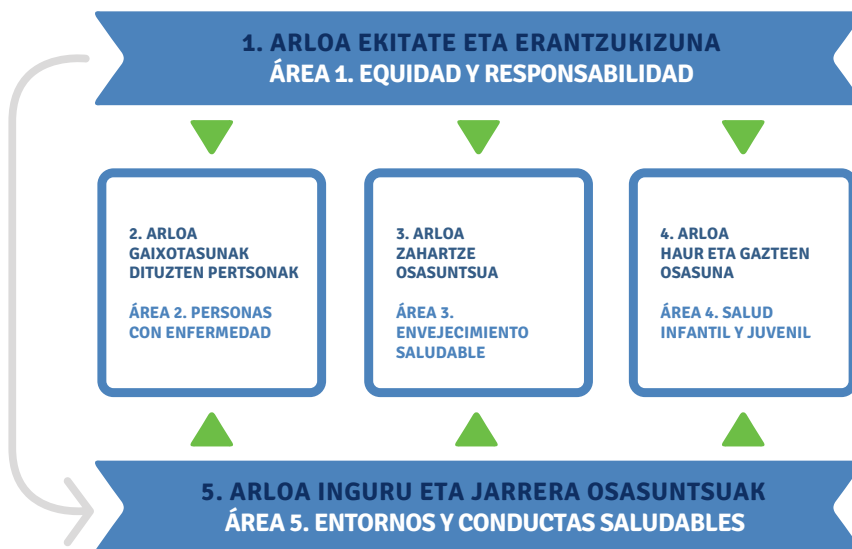 1. ARLOA EKITATE ETA ERANTZUKIZUNA
ÁREA 1. EQUIDAD Y RESPONSABILIDAD
2. ARLOA
GAIXOTASUNAK
DITUZTEN PERTSONAK
ÁREA 2. PERSONAS
CON ENFERMEDAD
3. ARLOA
ZAHARTZE
OSASUNTSUA
ÁREA 3.
ENVEJECIMIENTO
SALUDABLE
4. ARLOA
HAUR ETA GAZTEEN
OSASUNA
ÁREA 4. SALUD
INFANTIL Y JUVENIL
5. ARLOA INGURU ETA JARRERA OSASUNTSUAK
ÁREA 5. ENTORNOS Y CONDUCTAS SALUDABLES